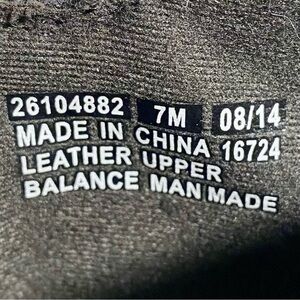 26104882 7M 08/14
MADE IN CHINA 16724
LEATHER UPPER
BALANCE MAN MADE